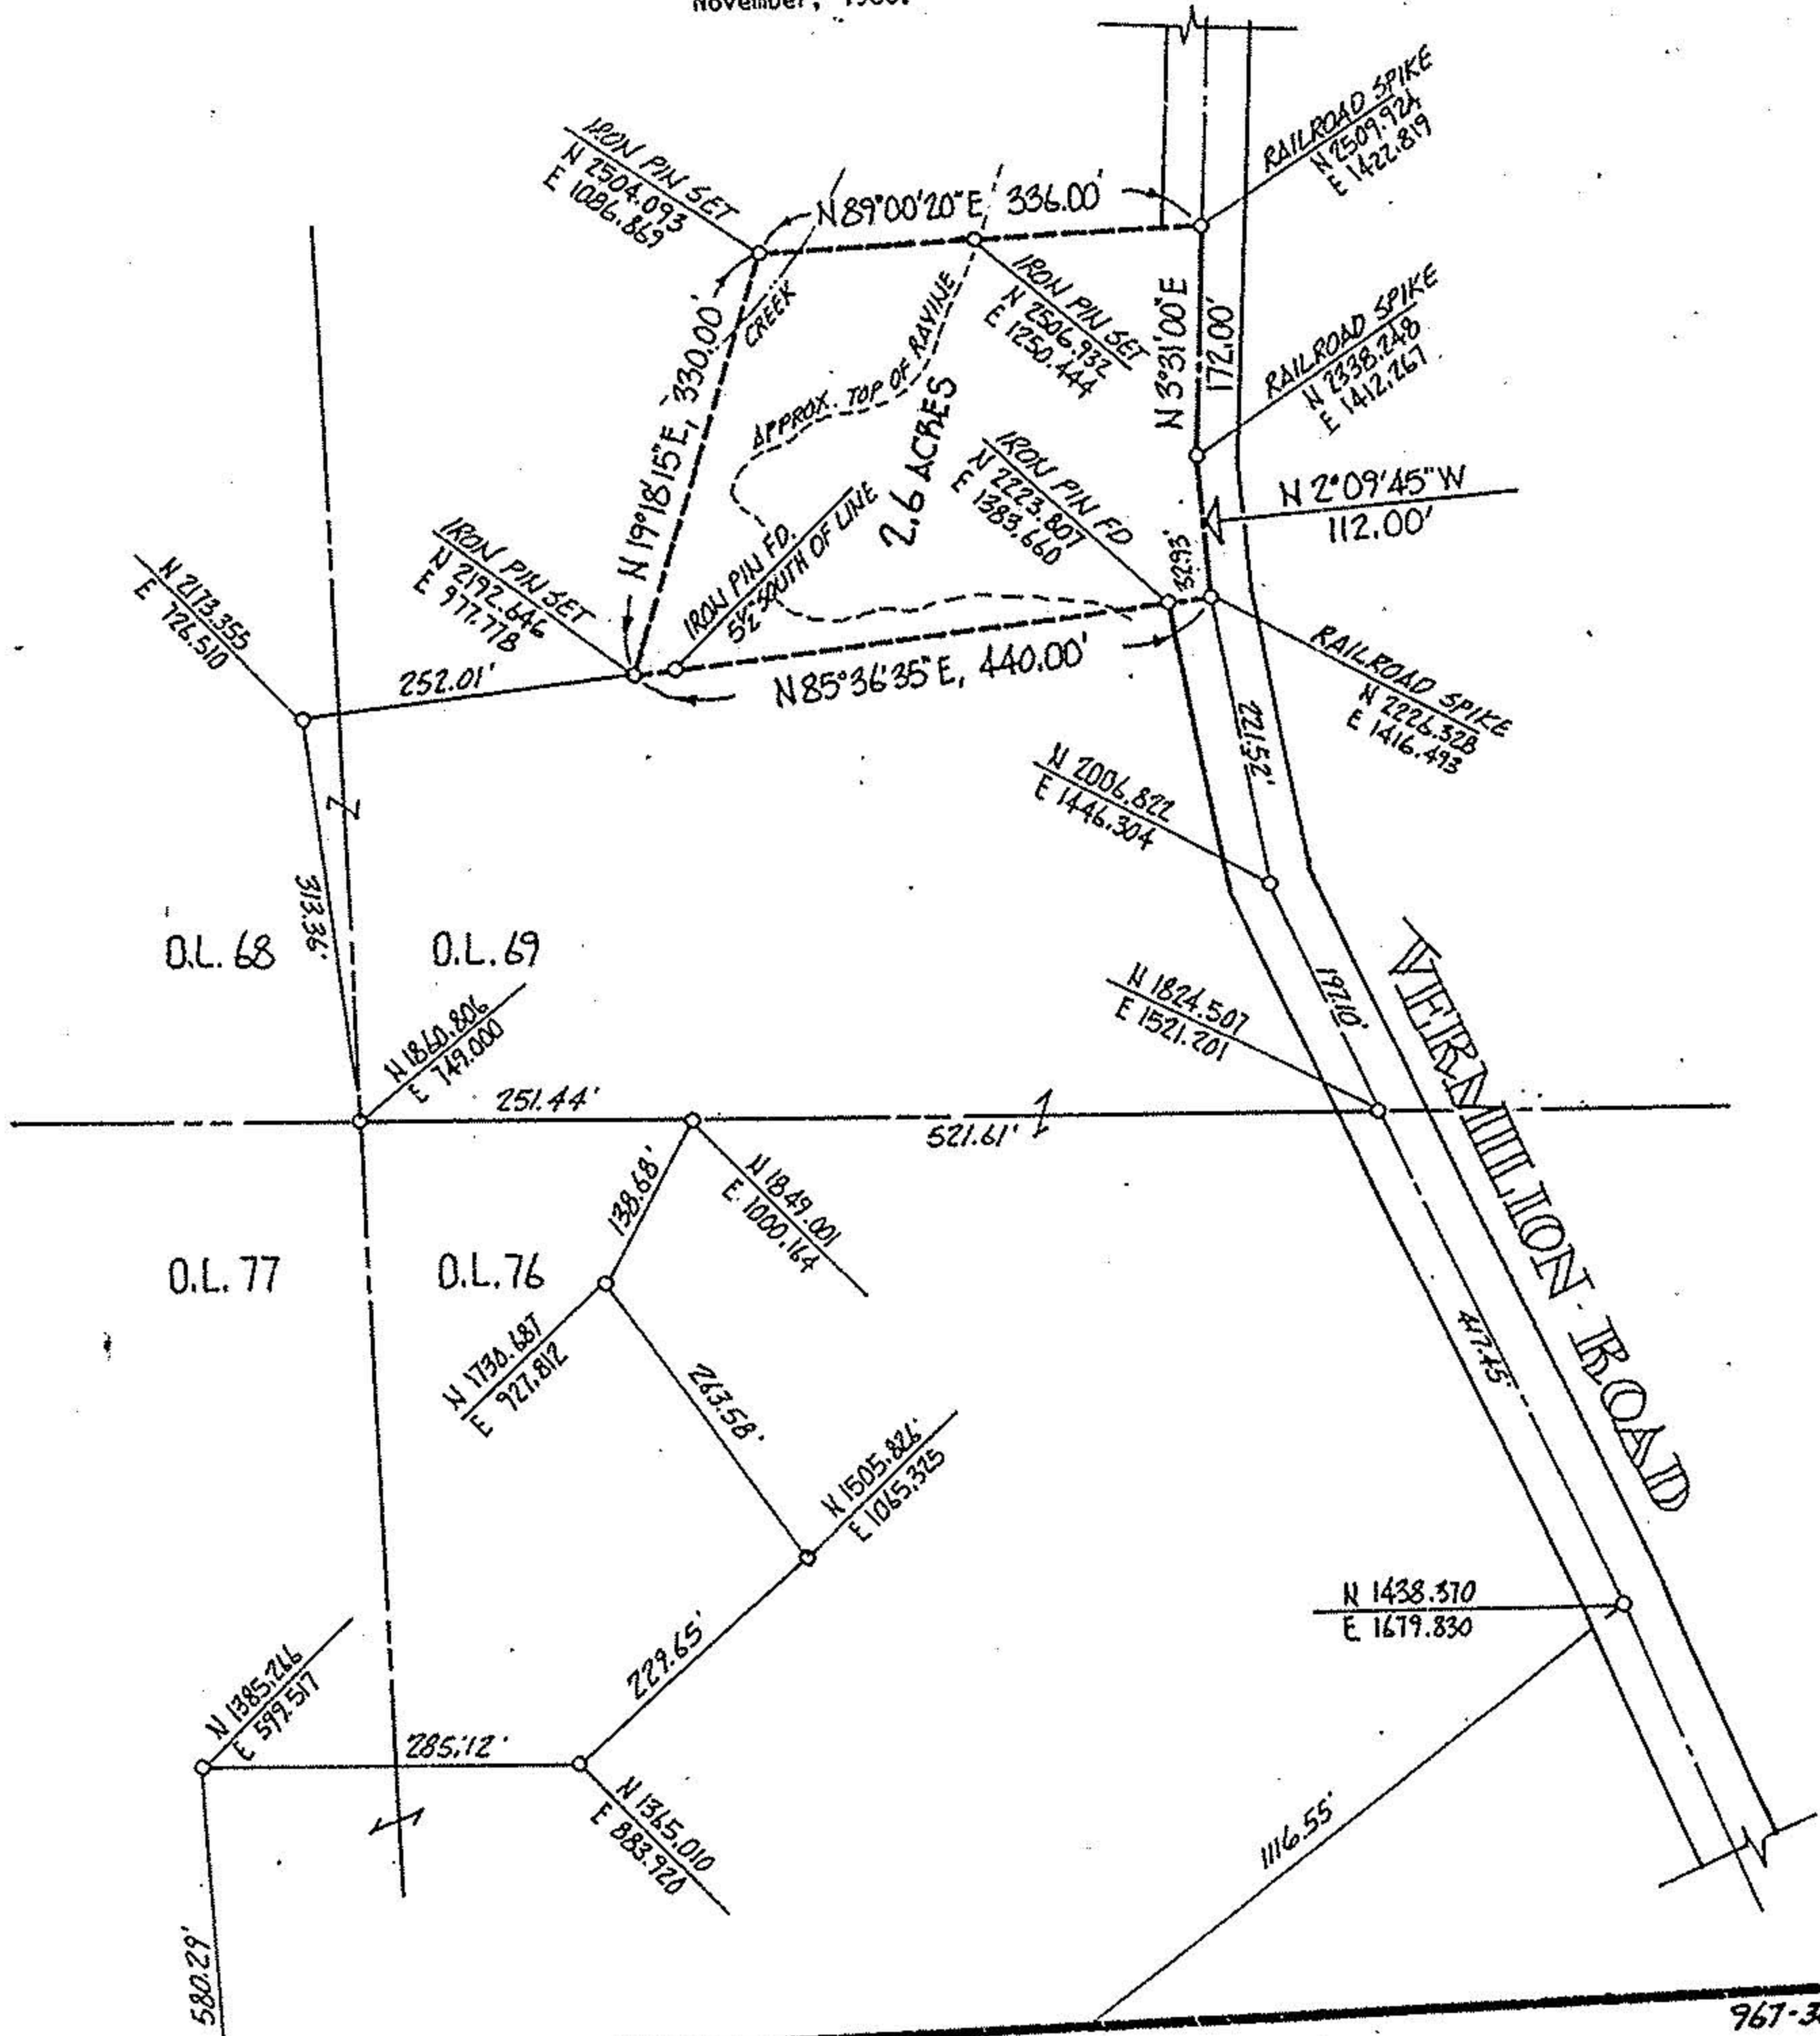 November,
IRON PIN SET
N 2504.093
E 1086.869
N89°00'20"E, 336.00'
RAILROAD SPIKE
N 2509.924
E 1422.819
CREEK
N 19°18'15"E, 330.00'
IRON PIN SET
N 2506.932
E 1250.444
N 3°31'00"E
172.00'
RAILROAD SPIKE
N 2338.248
E 1412.267
APPROX. TOP OF RAVINE
2.6 ACRES
N 2°09'45"W
112.00'
IRON PIN FD
N 2223.807
E 1383.660
32.93'
IRON PIN FD.
5½" SOUTH OF LINE
IRON PIN SET
N 2192.646
E 977.778
N 2173.355
E 726.510
252.01'
N85°36'35"E, 440.00'
RAILROAD SPIKE
N 2226.328
E 1416.493
221.52'
N 2006.822
E 1446.304
313.36'
O.L. 68
O.L. 69
197.10'
VERMILION ROAD
N 1824.507
E 1521.201
N 1860.806
E 749.000
251.44'
521.61'
138.68'
N 1849.001
E 1000.164
O.L. 77
O.L. 76
N 1730.687
E 927.812
263.58'
417.45'
N 1505.826
E 1065.325
N 1438.370
E 1679.830
229.65'
N 1385.266
E 599.517
285.12'
N 1365.010
E 883.920
1116.55'
580.29'
967-3